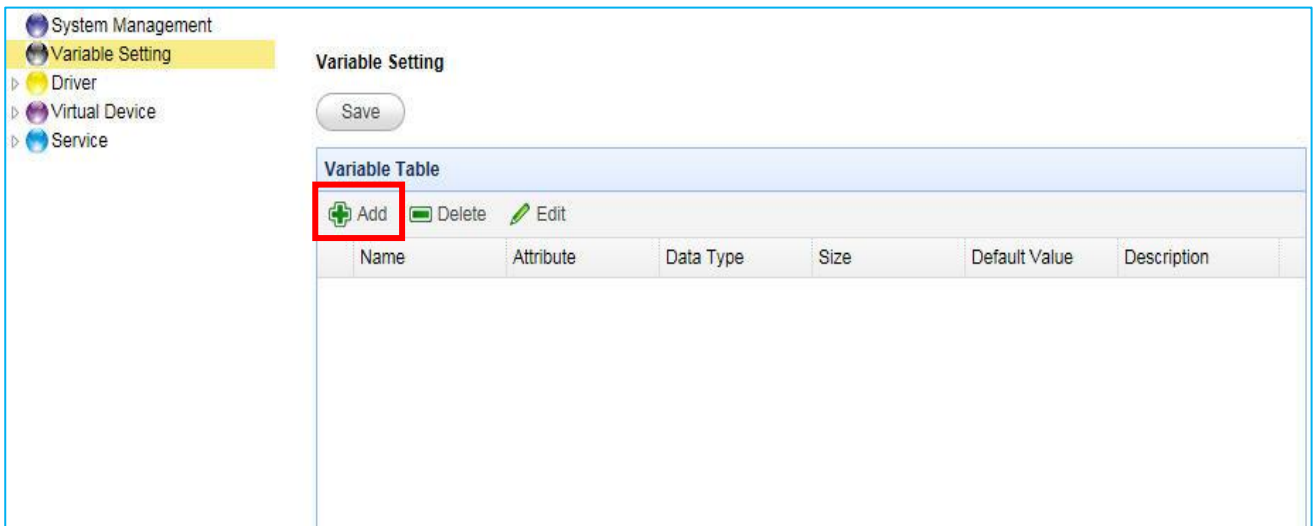 System Management
Variable Setting
Driver
Virtual Device
Service
Variable Setting
Save
Variable Table
Add Delete Edit
Name Attribute Data Type Size Default Value Description